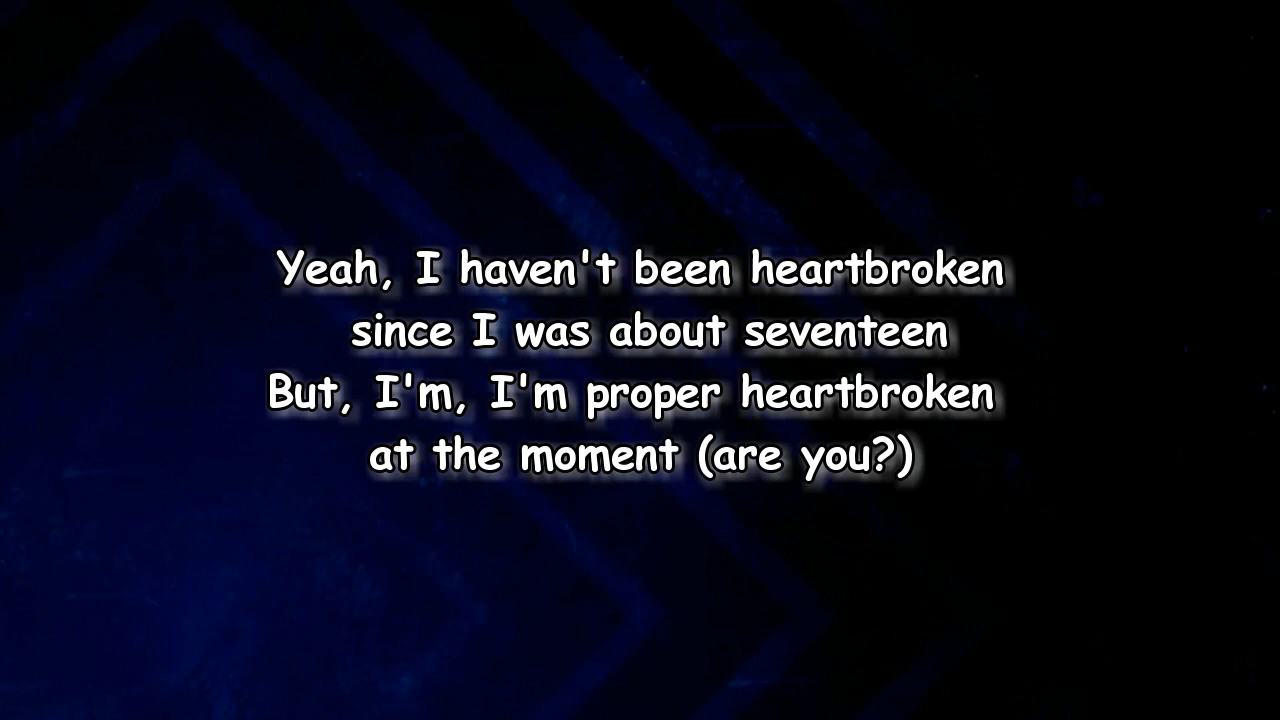 Yeah, I haven't been heartbroken
since I was about seventeen
But, I'm, I'm proper heartbroken
at the moment (are you?)